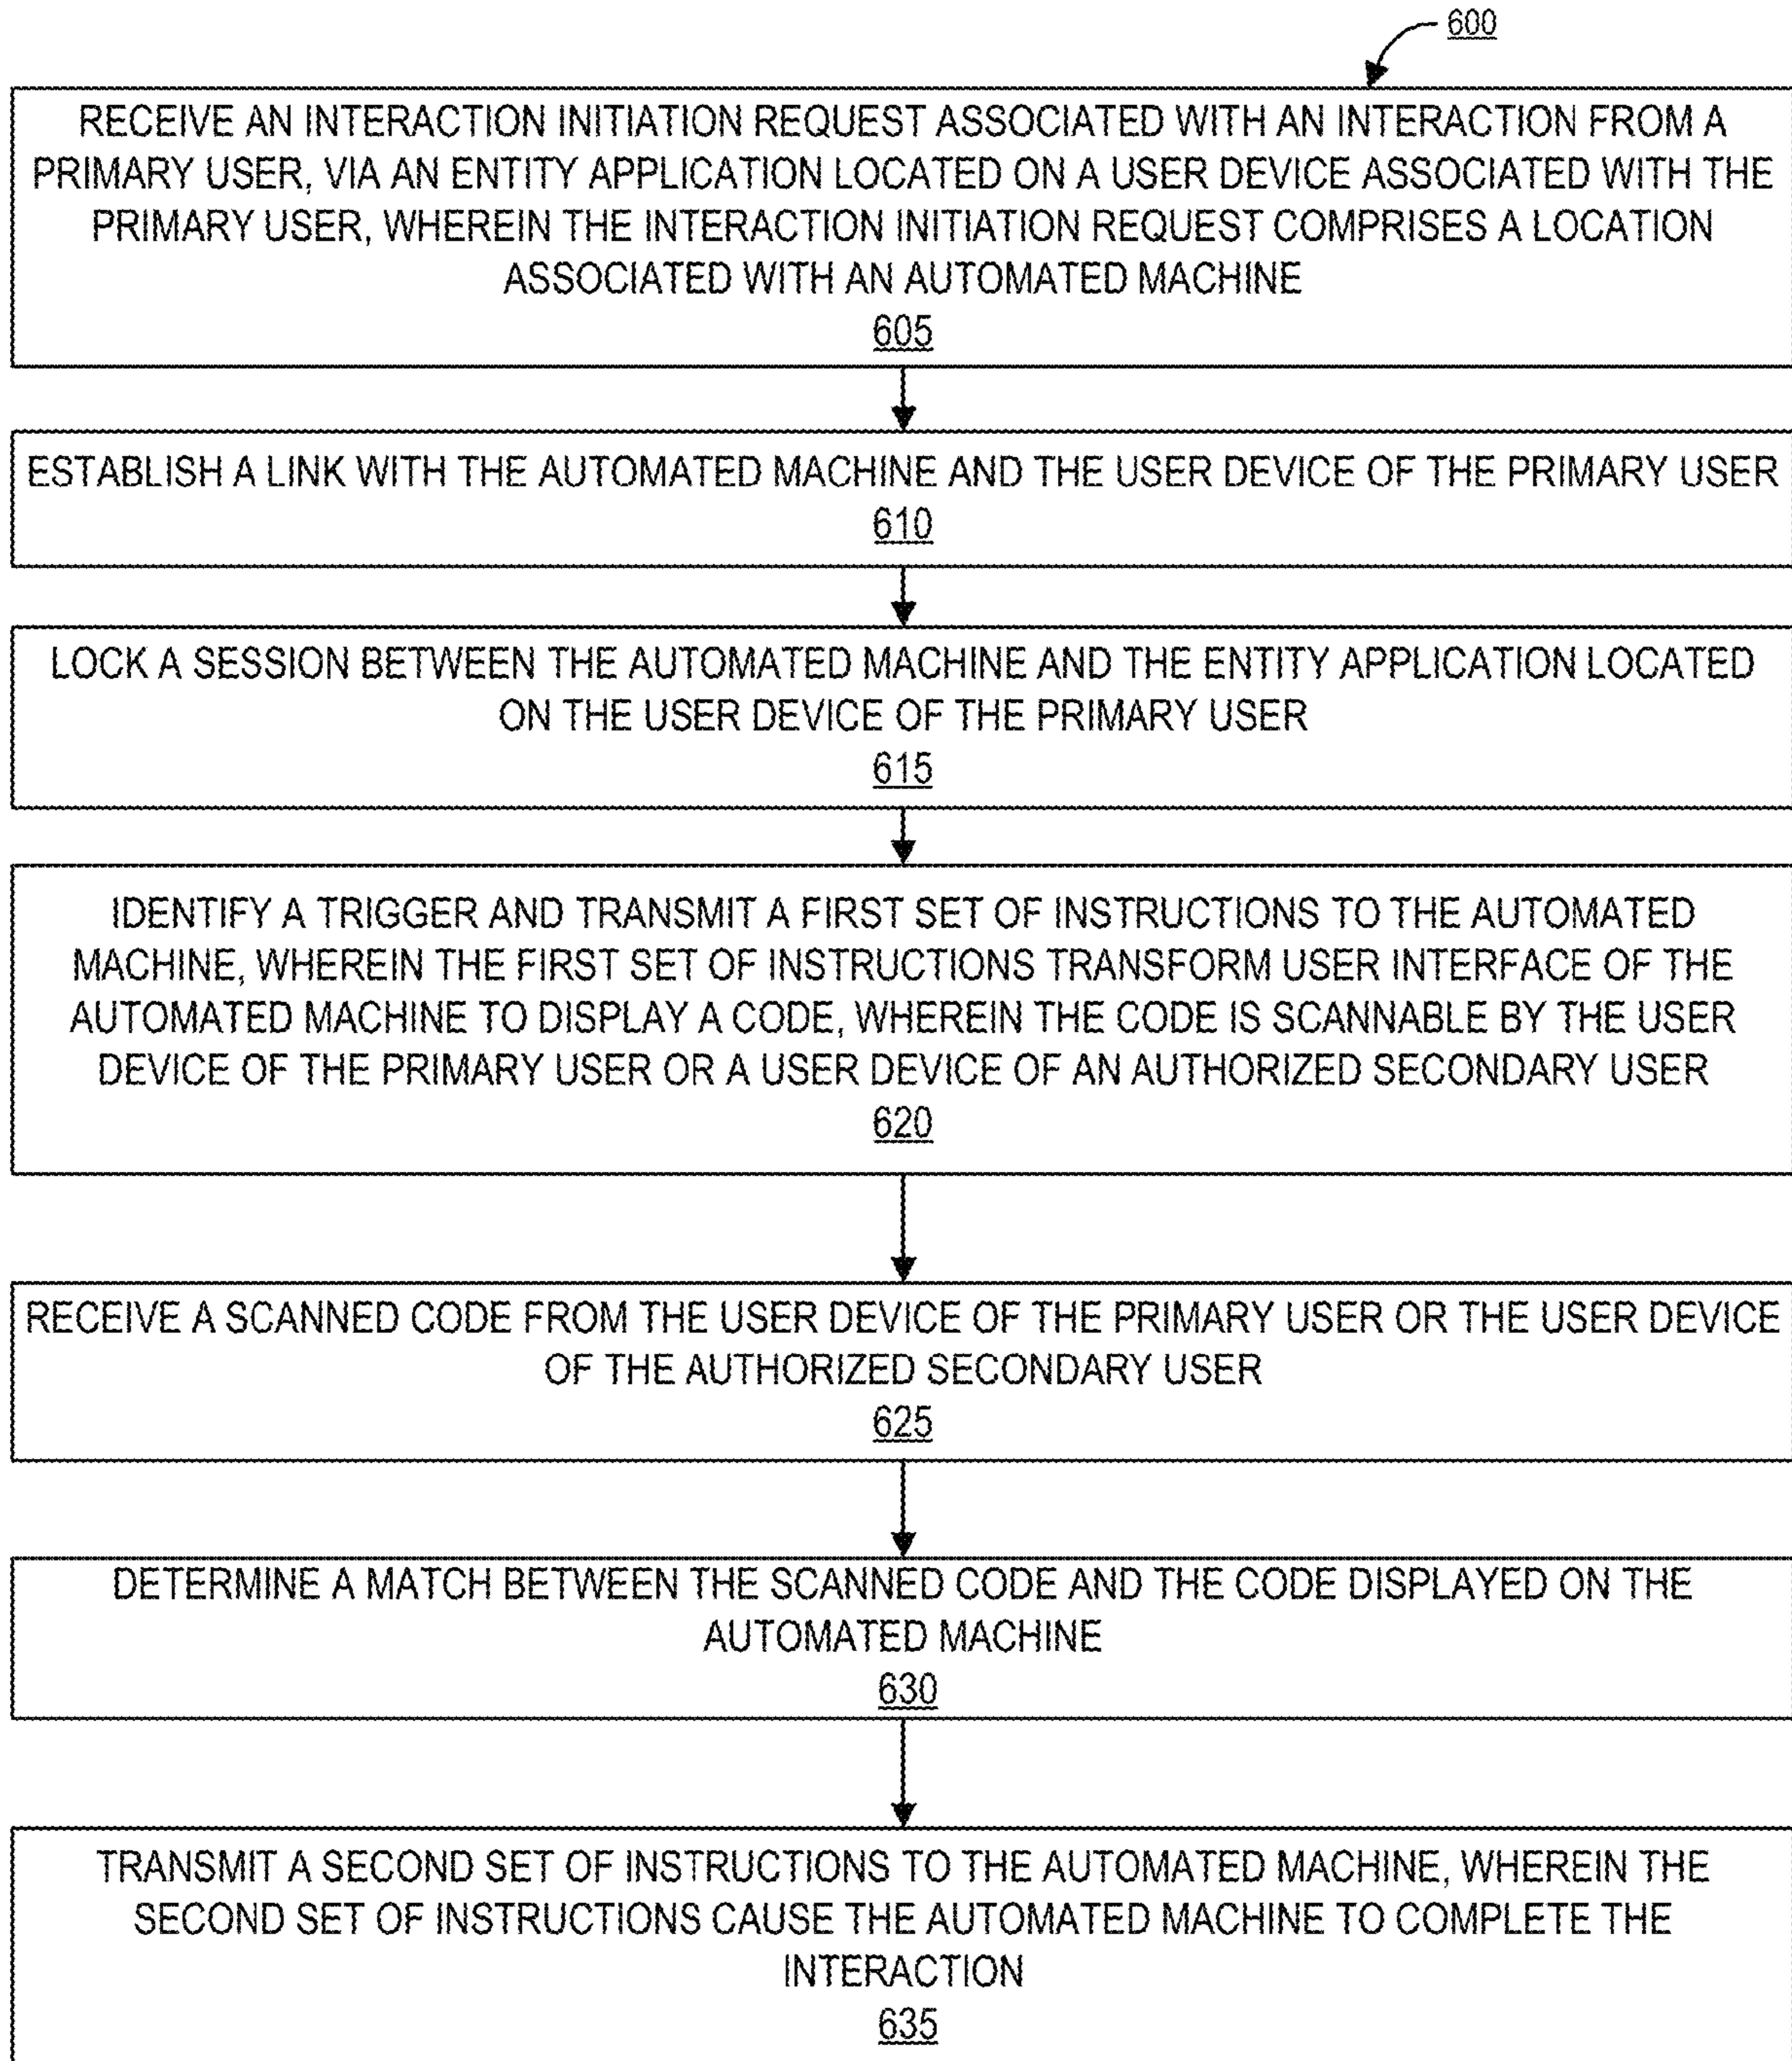 600
RECEIVE AN INTERACTION INITIATION REQUEST ASSOCIATED WITH AN INTERACTION FROM A
PRIMARY USER, VIA AN ENTITY APPLICATION LOCATED ON A USER DEVICE ASSOCIATED WITH THE
PRIMARY USER, WHEREIN THE INTERACTION INITIATION REQUEST COMPRISES A LOCATION
ASSOCIATED WITH AN AUTOMATED MACHINE
605
ESTABLISH A LINK WITH THE AUTOMATED MACHINE AND THE USER DEVICE OF THE PRIMARY USER
610
LOCK A SESSION BETWEEN THE AUTOMATED MACHINE AND THE ENTITY APPLICATION LOCATED
ON THE USER DEVICE OF THE PRIMARY USER
615
IDENTIFY A TRIGGER AND TRANSMIT A FIRST SET OF INSTRUCTIONS TO THE AUTOMATED
MACHINE, WHEREIN THE FIRST SET OF INSTRUCTIONS TRANSFORM USER INTERFACE OF THE
AUTOMATED MACHINE TO DISPLAY A CODE, WHEREIN THE CODE IS SCANNABLE BY THE USER
DEVICE OF THE PRIMARY USER OR A USER DEVICE OF AN AUTHORIZED SECONDARY USER
620
RECEIVE A SCANNED CODE FROM THE USER DEVICE OF THE PRIMARY USER OR THE USER DEVICE
OF THE AUTHORIZED SECONDARY USER
625
DETERMINE A MATCH BETWEEN THE SCANNED CODE AND THE CODE DISPLAYED ON THE
AUTOMATED MACHINE
630
TRANSMIT A SECOND SET OF INSTRUCTIONS TO THE AUTOMATED MACHINE, WHEREIN THE
SECOND SET OF INSTRUCTIONS CAUSE THE AUTOMATED MACHINE TO COMPLETE THE
INTERACTION
635